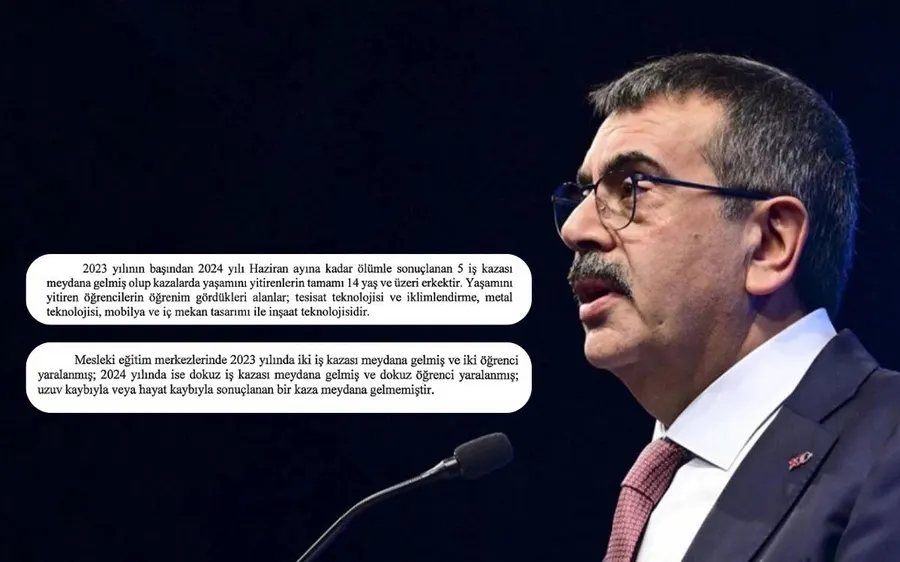 2023 yılının başından 2024 yılı Haziran ayına kadar ölümle sonuçlanan 5 iş kazası
meydana gelmiş olup kazalarda yaşamını yitirenlerin tamamı 14 yaş ve üzeri erkektir. Yaşamını
yitiren öğrencilerin öğrenim gördükleri alanlar; tesisat teknolojisi ve iklimlendirme, metal
teknolojisi, mobilya ve iç mekan tasarımı ile inşaat teknolojisidir.
Mesleki eğitim merkezlerinde 2023 yılında iki iş kazası meydana gelmiş ve iki öğrenci
yaralanmış; 2024 yılında ise dokuz iş kazası meydana gelmiş ve dokuz öğrenci yaralanmış;
uzuv kaybıyla veya hayat kaybıyla sonuçlanan bir kaza meydana gelmemiştir.